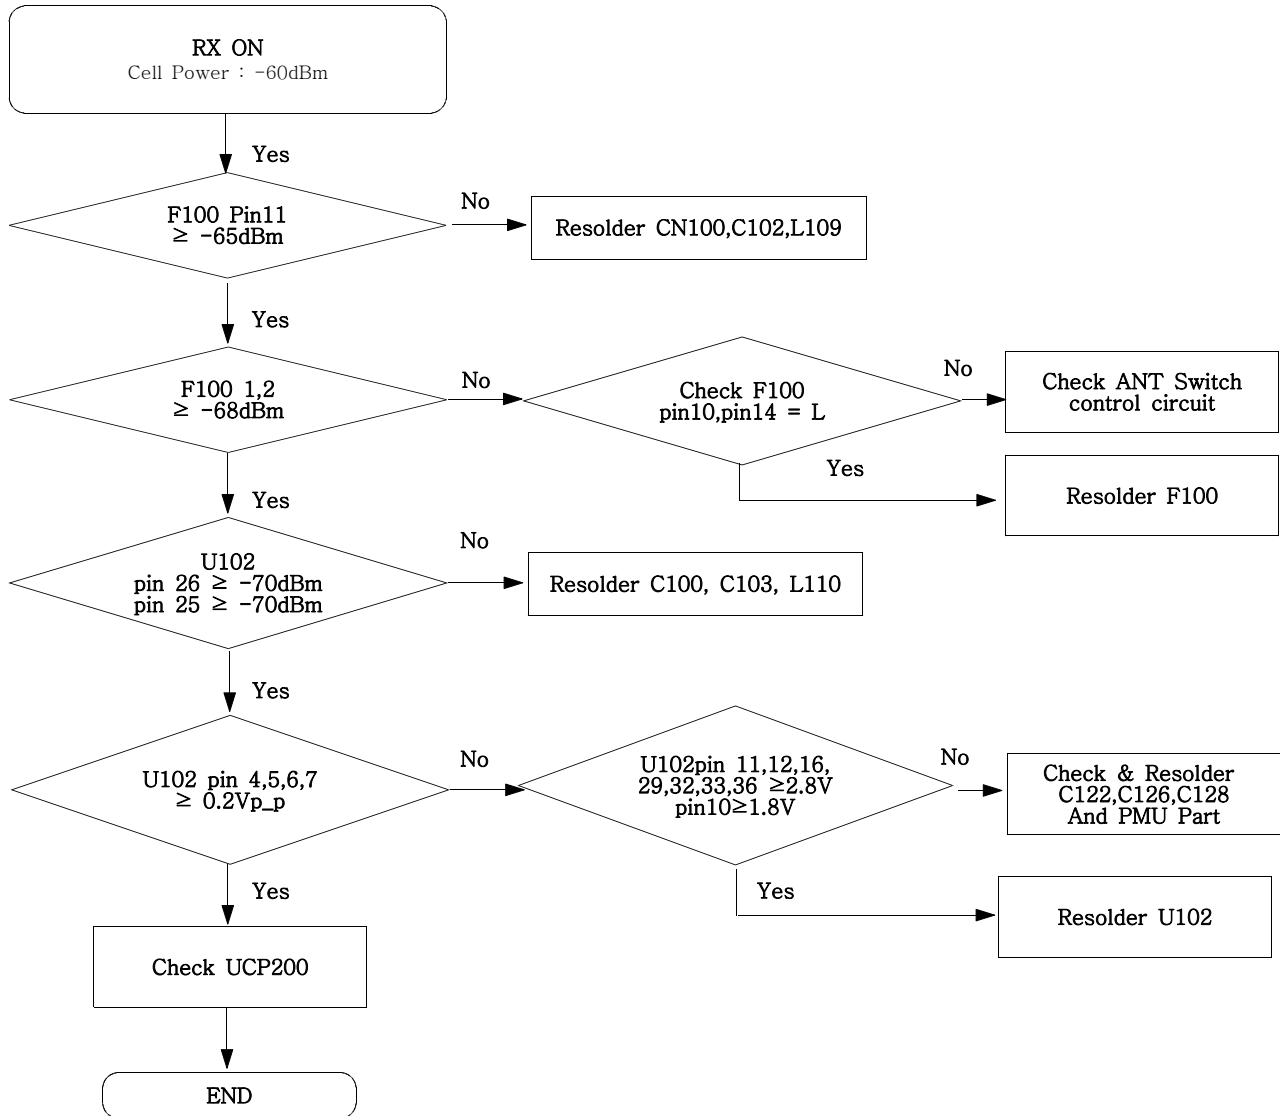 RX ON
Cell Power : -60dBm
Yes
F100 Pin11
≥ -65dBm
No
Resolder CN100,C102,L109
Yes
F100 1,2
≥ -68dBm
No
Check F100
pin10,pin14 = L
No
Check ANT Switch
control circuit
Yes
Resolder F100
Yes
U102
pin 26 ≥ -70dBm
pin 25 ≥ -70dBm
No
Resolder C100, C103, L110
Yes
U102 pin 4,5,6,7
≥ 0.2Vp_p
No
U102pin 11,12,16,
29,32,33,36 ≥2.8V
pin10≥1.8V
No
Check & Resolder
C122,C126,C128
And PMU Part
Yes
Resolder U102
Yes
Check UCP200
END